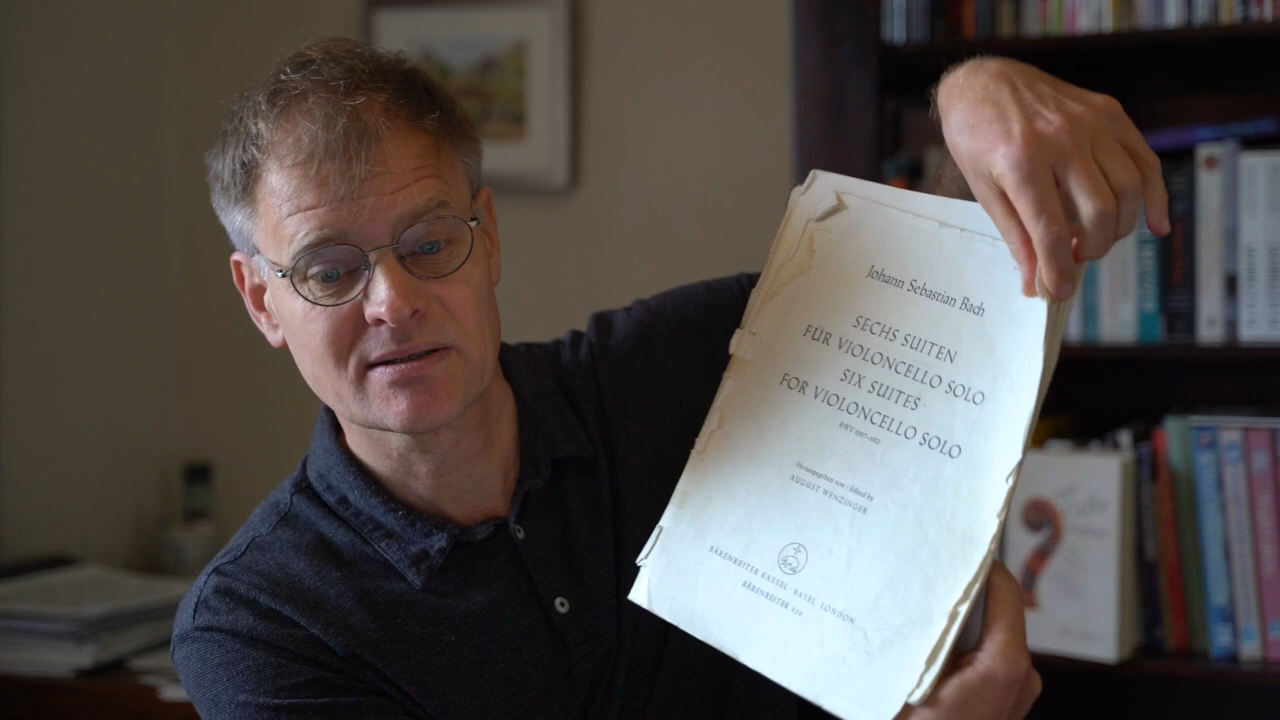 Johann Sebastian Bach
SECHS SUITEN
FÜR VIOLONCELLO SOLO
SIX SUITES
FOR VIOLONCELLO SOLO
BWV 1007-1012
Herausgegeben von / Edited by
AUGUST WENZINGER
BÄRENREITER KASSEL BASEL LONDON
BÄRENREITER 320